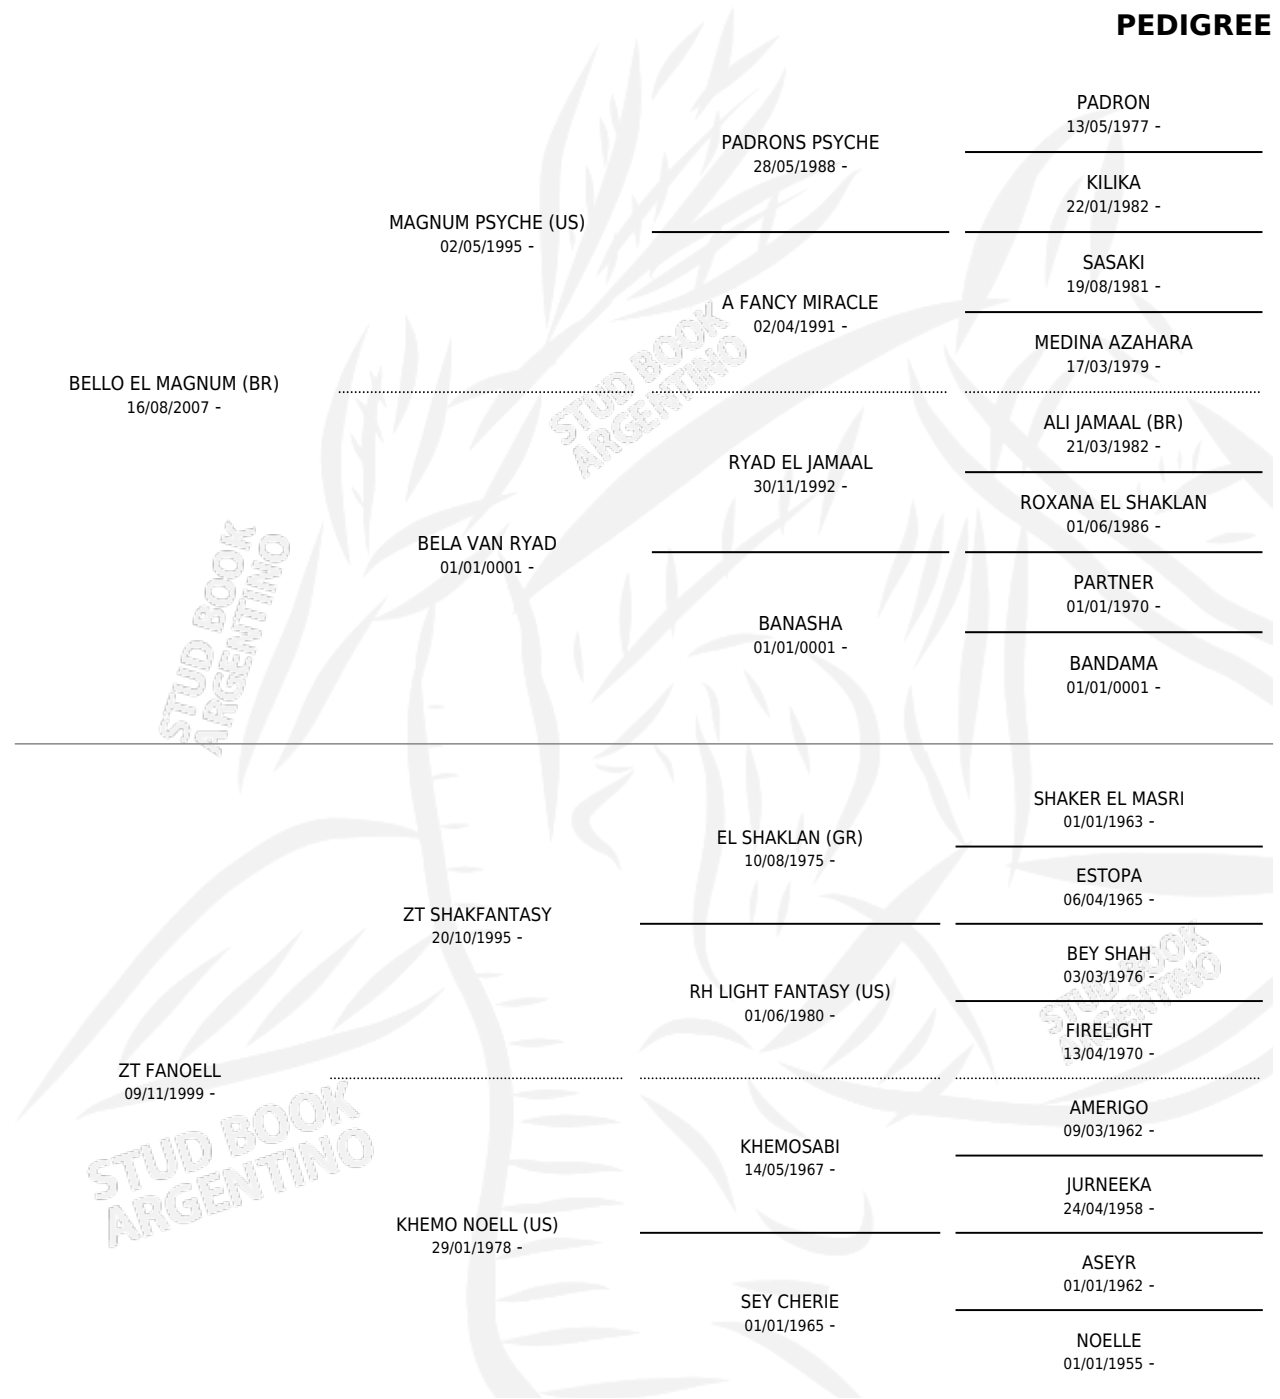 PEDIGREE
PADRON
13/05/1977 -
PADRONS PSYCHE
28/05/1988 -
KILIKA
22/01/1982 -
MAGNUM PSYCHE (US)
02/05/1995 -
SASAKI
19/08/1981 -
A FANCY MIRACLE
02/04/1991 -
MEDINA AZAHARA
17/03/1979 -
BELLO EL MAGNUM (BR)
16/08/2007 -
ALI JAMAAL (BR)
21/03/1982 -
RYAD EL JAMAAL
30/11/1992 -
ROXANA EL SHAKLAN
01/06/1986 -
BELA VAN RYAD
01/01/0001 -
PARTNER
01/01/1970 -
BANASHA
01/01/0001 -
BANDAMA
01/01/0001 -
SHAKER EL MASRI
01/01/1963 -
EL SHAKLAN (GR)
10/08/1975 -
ESTOPA
06/04/1965 -
ZT SHAKFANTASY
20/10/1995 -
BEY SHAH
03/03/1976 -
RH LIGHT FANTASY (US)
01/06/1980 -
FIRELIGHT
13/04/1970 -
ZT FANOELL
09/11/1999 -
AMERIGO
09/03/1962 -
KHEMOSABI
14/05/1967 -
JURNEEKA
24/04/1958 -
KHEMO NOELL (US)
29/01/1978 -
ASEYR
01/01/1962 -
SEY CHERIE
01/01/1965 -
NOELLE
01/01/1955 -
STUD BOOK
ARGENTINO
STUD BOOK
ARGENTINO
STUD BOOK
ARGENTINO
STUD BOOK
ARGENTINO